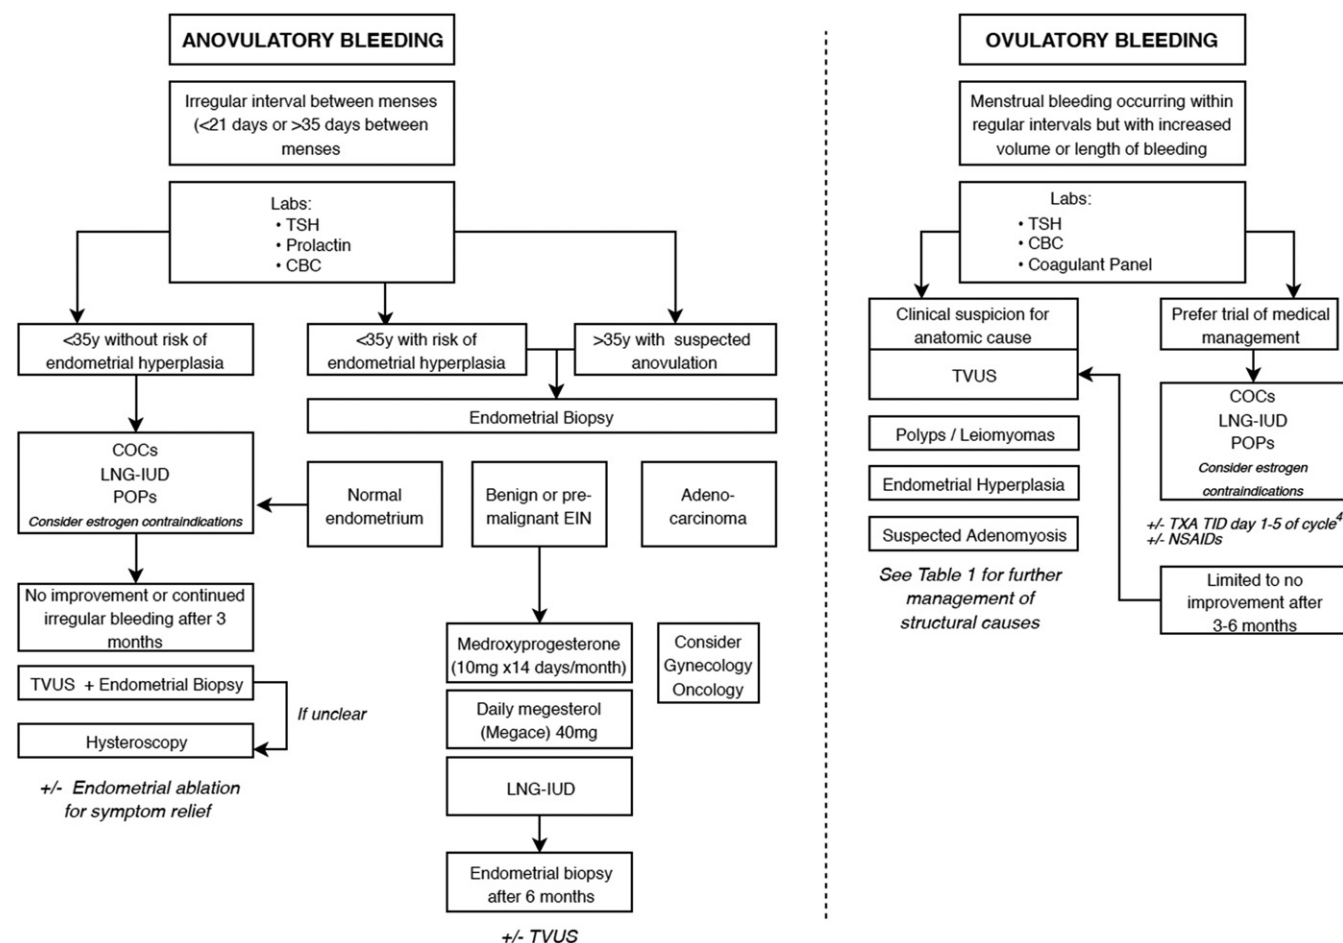 ANOVULATORY BLEEDING
Irregular interval between menses
(<21 days or >35 days between
menses
Labs:
• TSH
• Prolactin
• CBC
<35y without risk of
endometrial hyperplasia
<35y with risk of
endometrial hyperplasia
>35y with suspected
anovulation
Endometrial Biopsy
COCs
LNG-IUD
POPs
Consider estrogen contraindications
Normal
endometrium
Benign or pre-
malignant EIN
Adeno-
carcinoma
No improvement or continued
irregular bleeding after 3
months
TVUS + Endometrial Biopsy
If unclear
Hysteroscopy
+/- Endometrial ablation
for symptom relief
Medroxyprogesterone
(10mg x14 days/month)
Daily megesterol
(Megace) 40mg
LNG-IUD
Endometrial biopsy
after 6 months
+/- TVUS
Consider
Gynecology
Oncology
OVULATORY BLEEDING
Menstrual bleeding occurring within
regular intervals but with increased
volume or length of bleeding
Labs:
• TSH
• CBC
• Coagulant Panel
Clinical suspicion for
anatomic cause
TVUS
Polyps / Leiomyomas
Endometrial Hyperplasia
Suspected Adenomyosis
See Table 1 for further
management of
structural causes
Prefer trial of medical
management
COCs
LNG-IUD
POPs
Consider estrogen
contraindications
+/- TXA TID day 1-5 of cycle⁴
+/- NSAIDs
Limited to no
improvement after
3-6 months